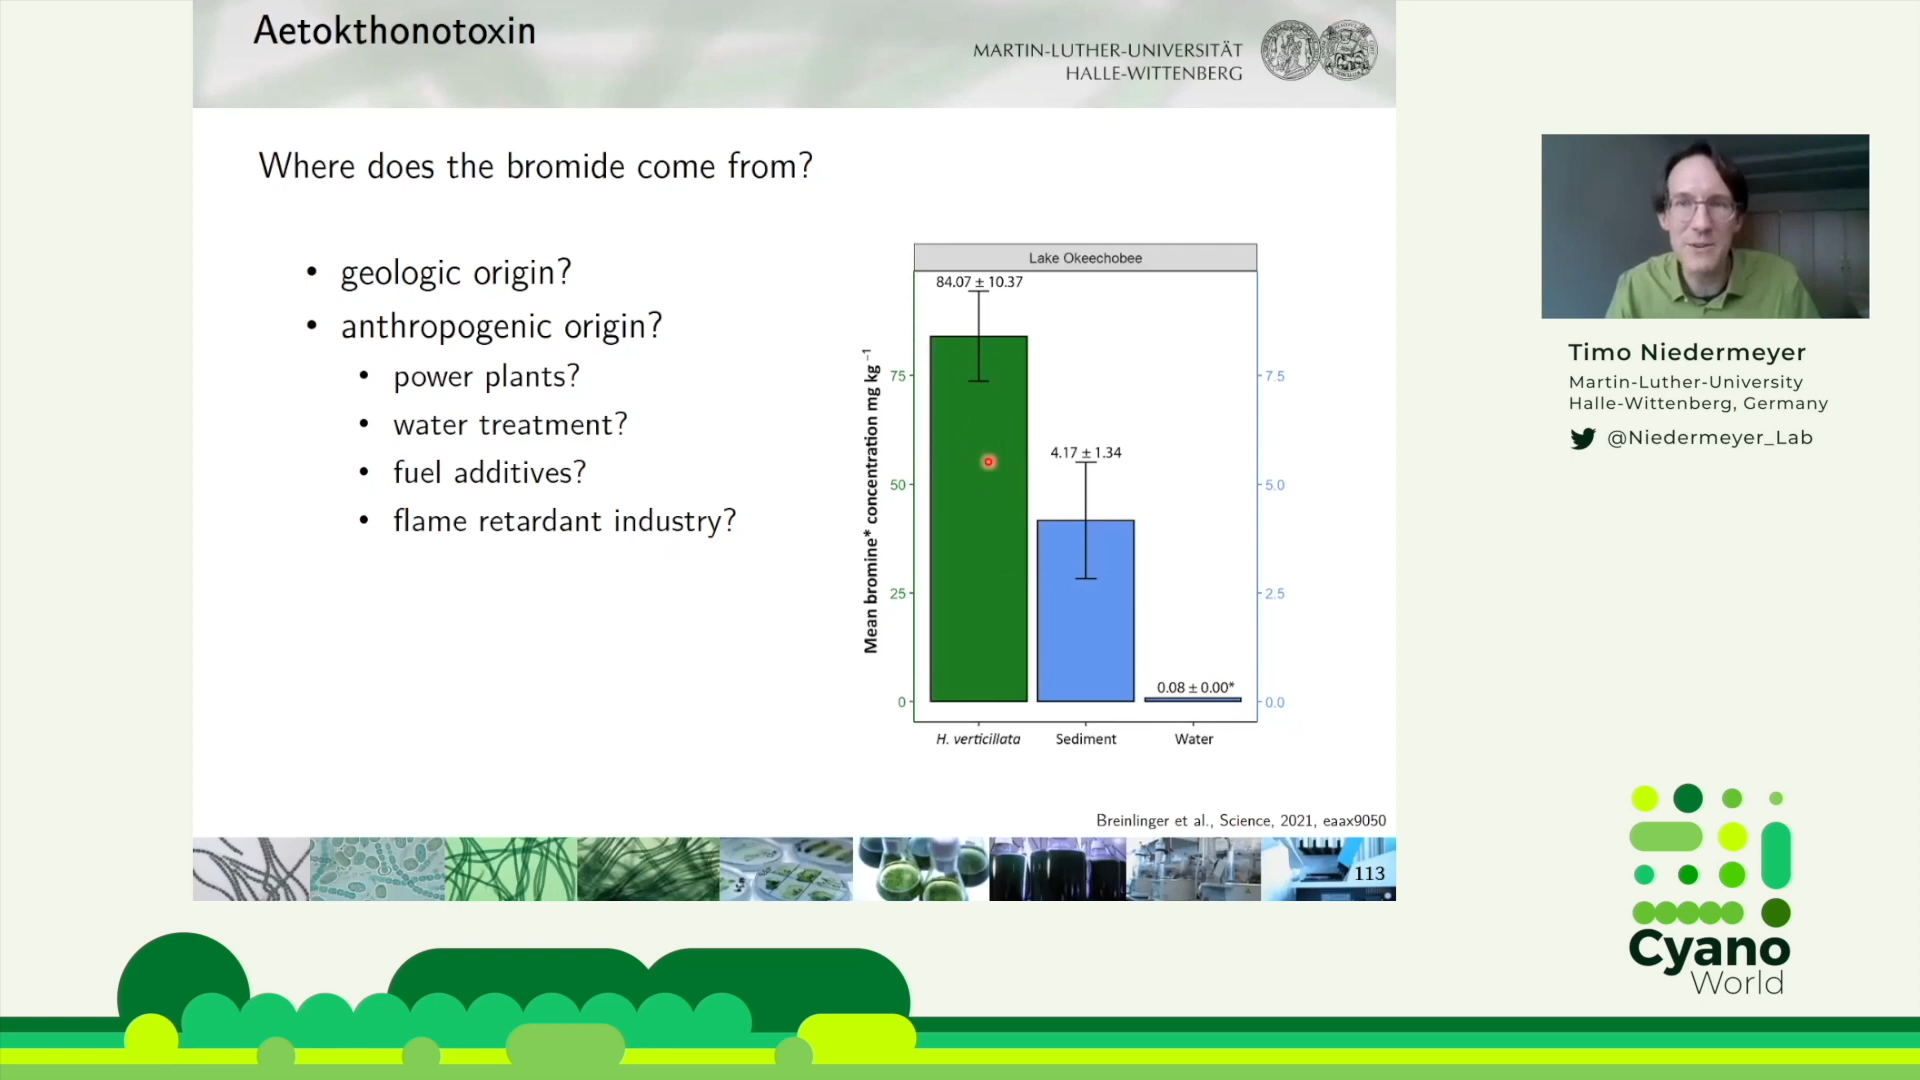 Aetokthonotoxin
MARTIN-LUTHER-UNIVERSITÄT
HALLE-WITTENBERG
Where does the bromide come from?
• geologic origin?
• anthropogenic origin?
• power plants?
• water treatment?
• fuel additives?
• flame retardant industry?
Lake Okeechobee
84.07 ± 10.37
4.17 ± 1.34
0.08 ± 0.00*
Mean bromine* concentration mg kg⁻¹
75
50
25
0
7.5
5.0
2.5
0.0
H. verticillata
Sediment
Water
Breinlinger et al., Science, 2021, eaax9050
113
Timo Niedermeyer
Martin-Luther-University
Halle-Wittenberg, Germany
@Niedermeyer_Lab
Cyano
World